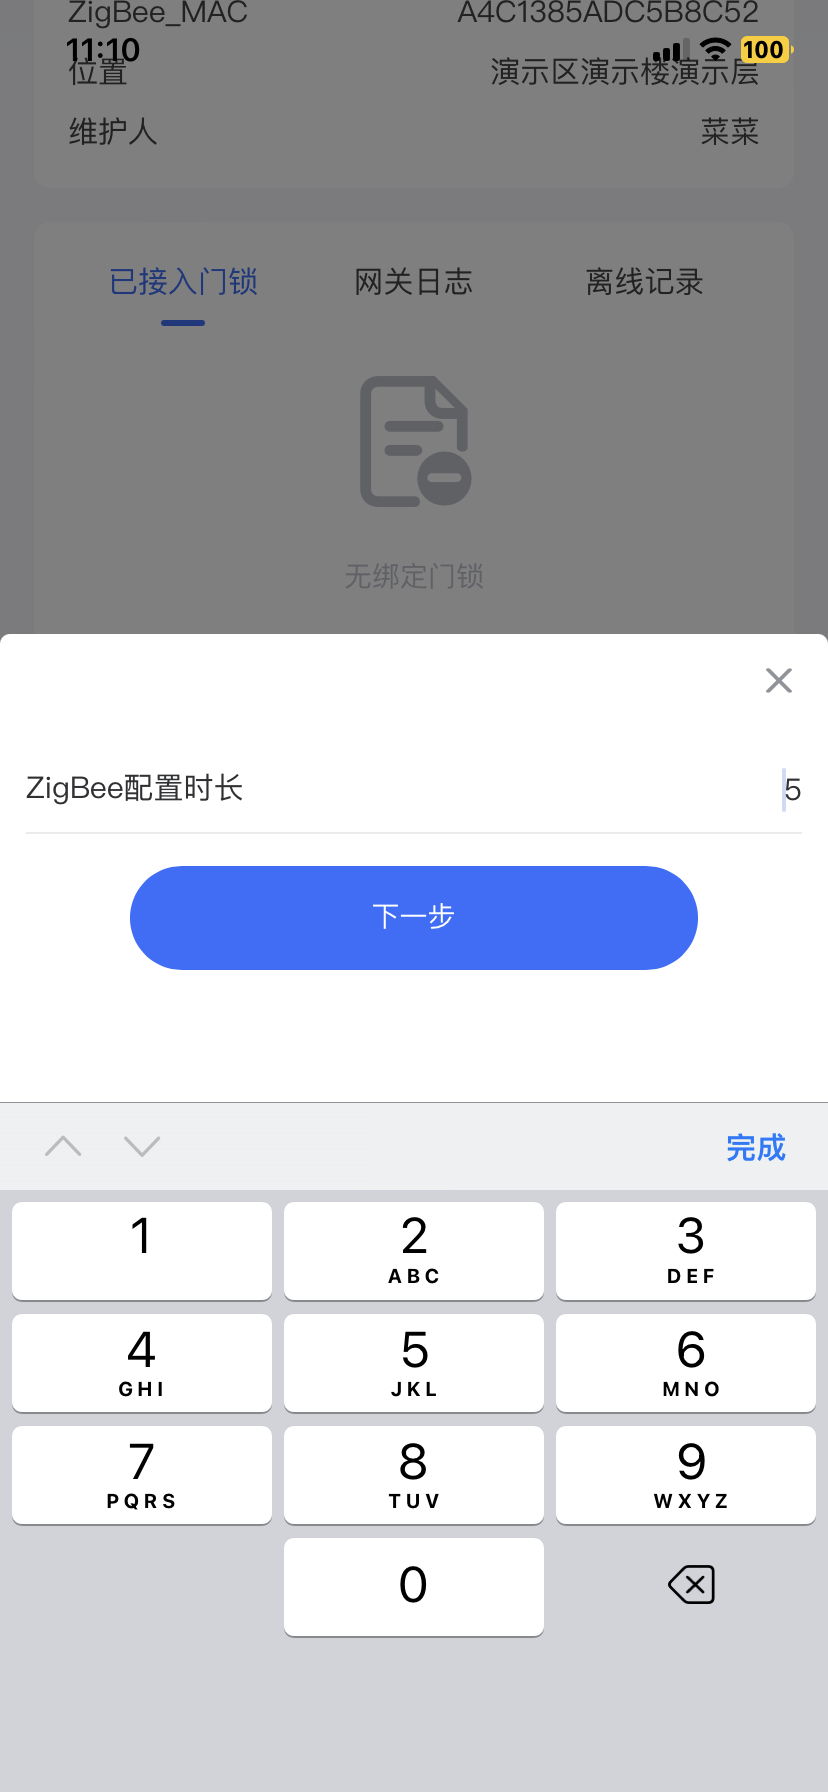 ZigBee_MAC A4C1385ADC5B8C52
11:10 100
位置 演示区演示楼演示层
维护人 菜菜
已接入门锁 网关日志 离线记录
无绑定门锁
ZigBee配置时长 5
下一步
完成
1 2 3
ABC DEF
4 5 6
GHI JKL MNO
7 8 9
PQRS TUV WXYZ
0